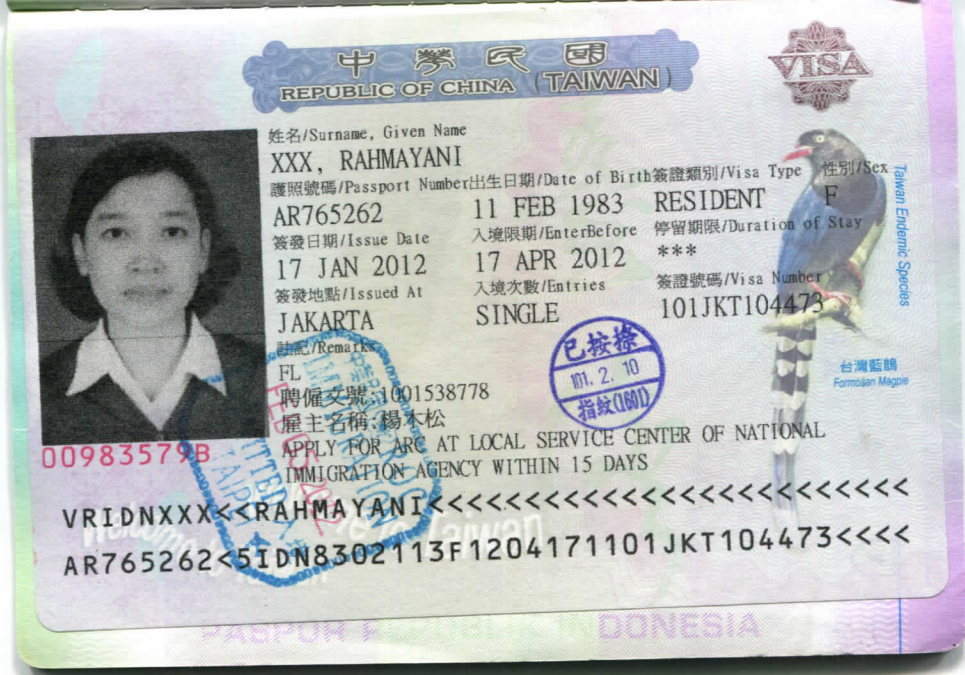 中華民國
REPUBLIC OF CHINA (TAIWAN)
VISA
姓名/Surname, Given Name
XXX, RAHMAYANI
護照號碼/Passport Number 出生日期/Date of Birth 簽證類別/Visa Type 性別/Sex
AR765262 11 FEB 1983 RESIDENT F
簽發日期/Issue Date 入境限期/EnterBefore 停留期限/Duration of Stay
17 JAN 2012 17 APR 2012 ***
簽發地點/Issued At 入境次數/Entries 簽證號碼/Visa Number
JAKARTA SINGLE 101JKT104473
註記/Remarks
FL
聘僱文號:1001538778
雇主名稱:楊木松
APPLY FOR ARC AT LOCAL SERVICE CENTER OF NATIONAL
IMMIGRATION AGENCY WITHIN 15 DAYS
00983579B
已按捺
101. 2. 10
指紋(1601)
Taiwan Endemic Species
台灣藍鵲
Formosan Magpie
VRIDNXXX<<RAHMAYANI<<<<<<<<<<<<<<<<<<<<<<<<<
AR765262<5IDN8302113F1204171101JKT104473<<<<
Welcome to Taiwan
PASPOR REPUBLIK INDONESIA